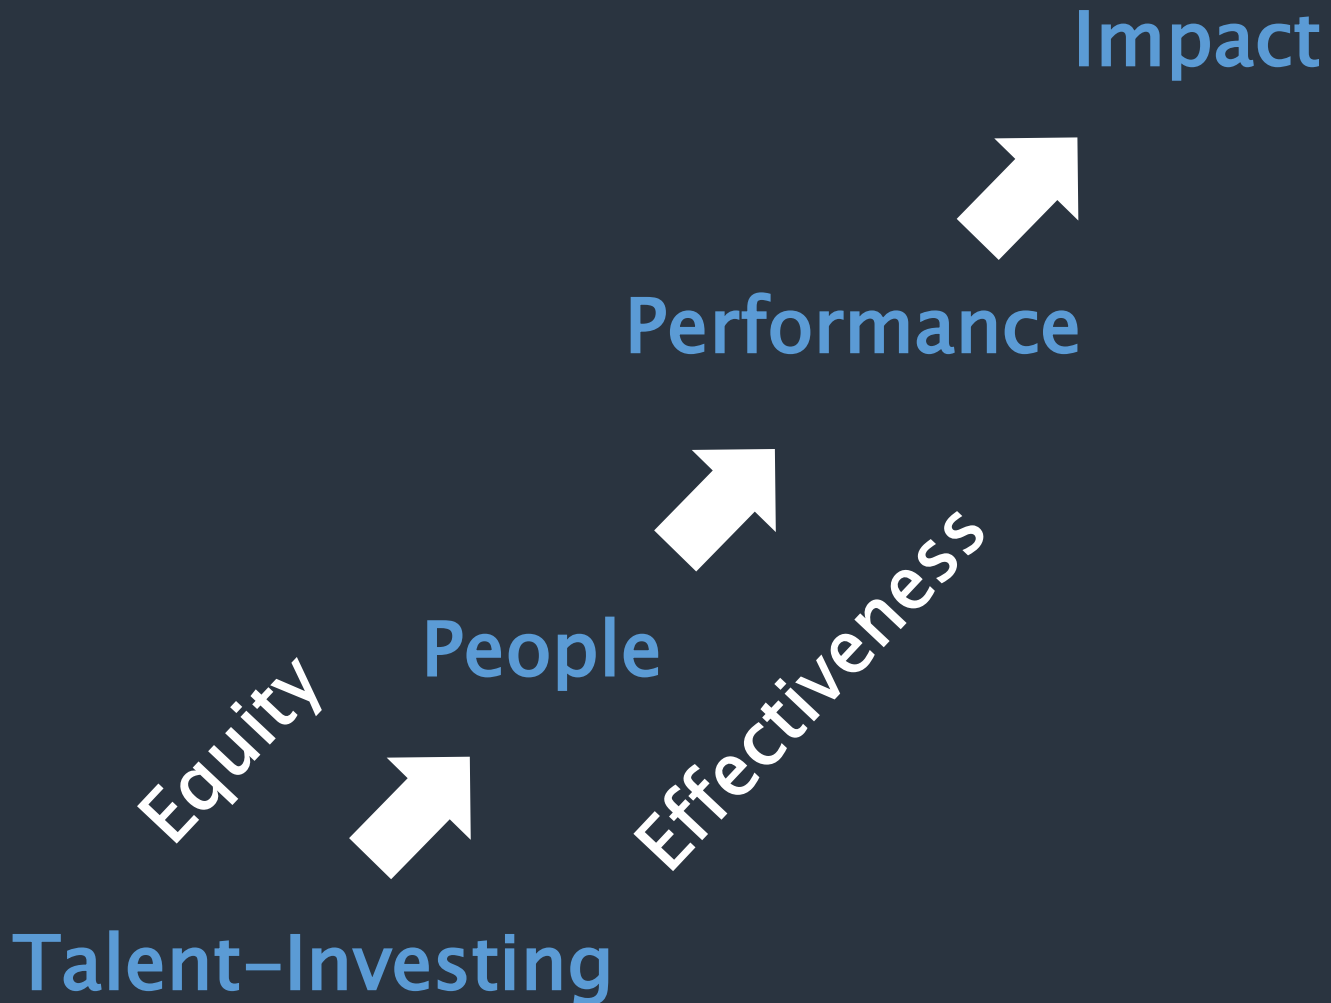 Impact
Performance
Effectiveness
People
Equity
Talent-Investing